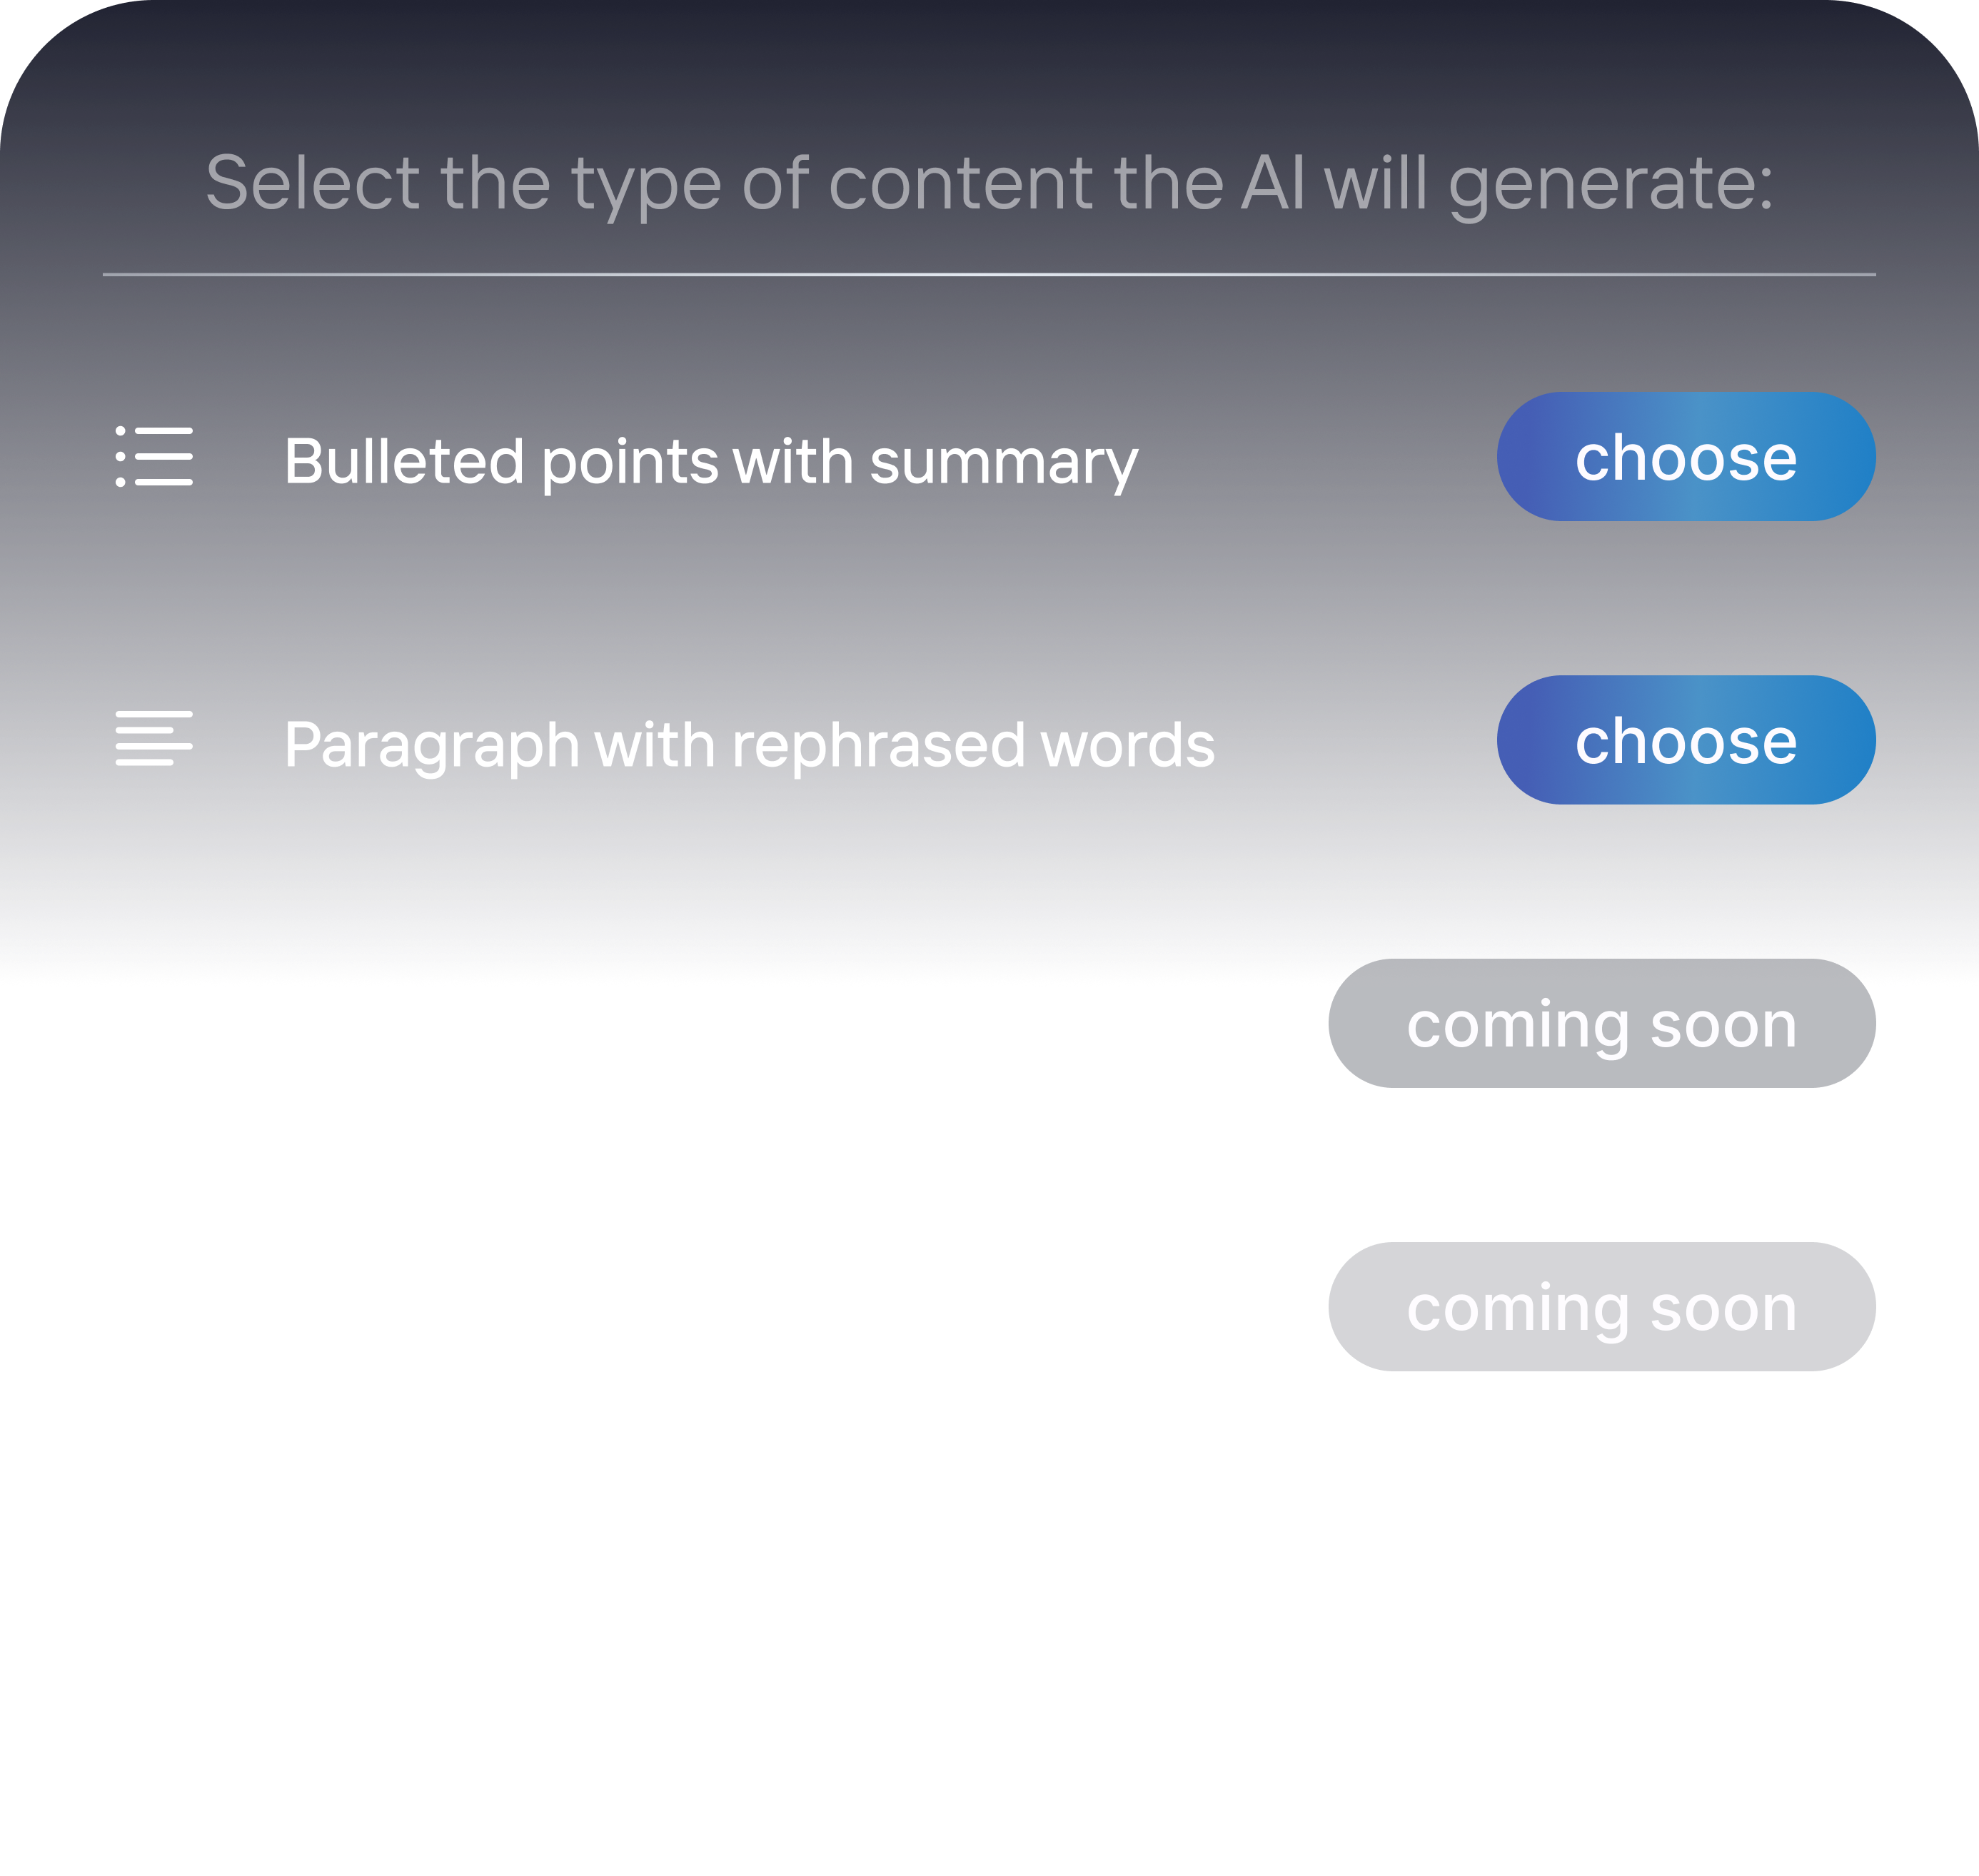 Select the type of content the AI will generate:
Bulleted points with summary
choose
Paragraph with rephrased words
choose
coming soon
coming soon